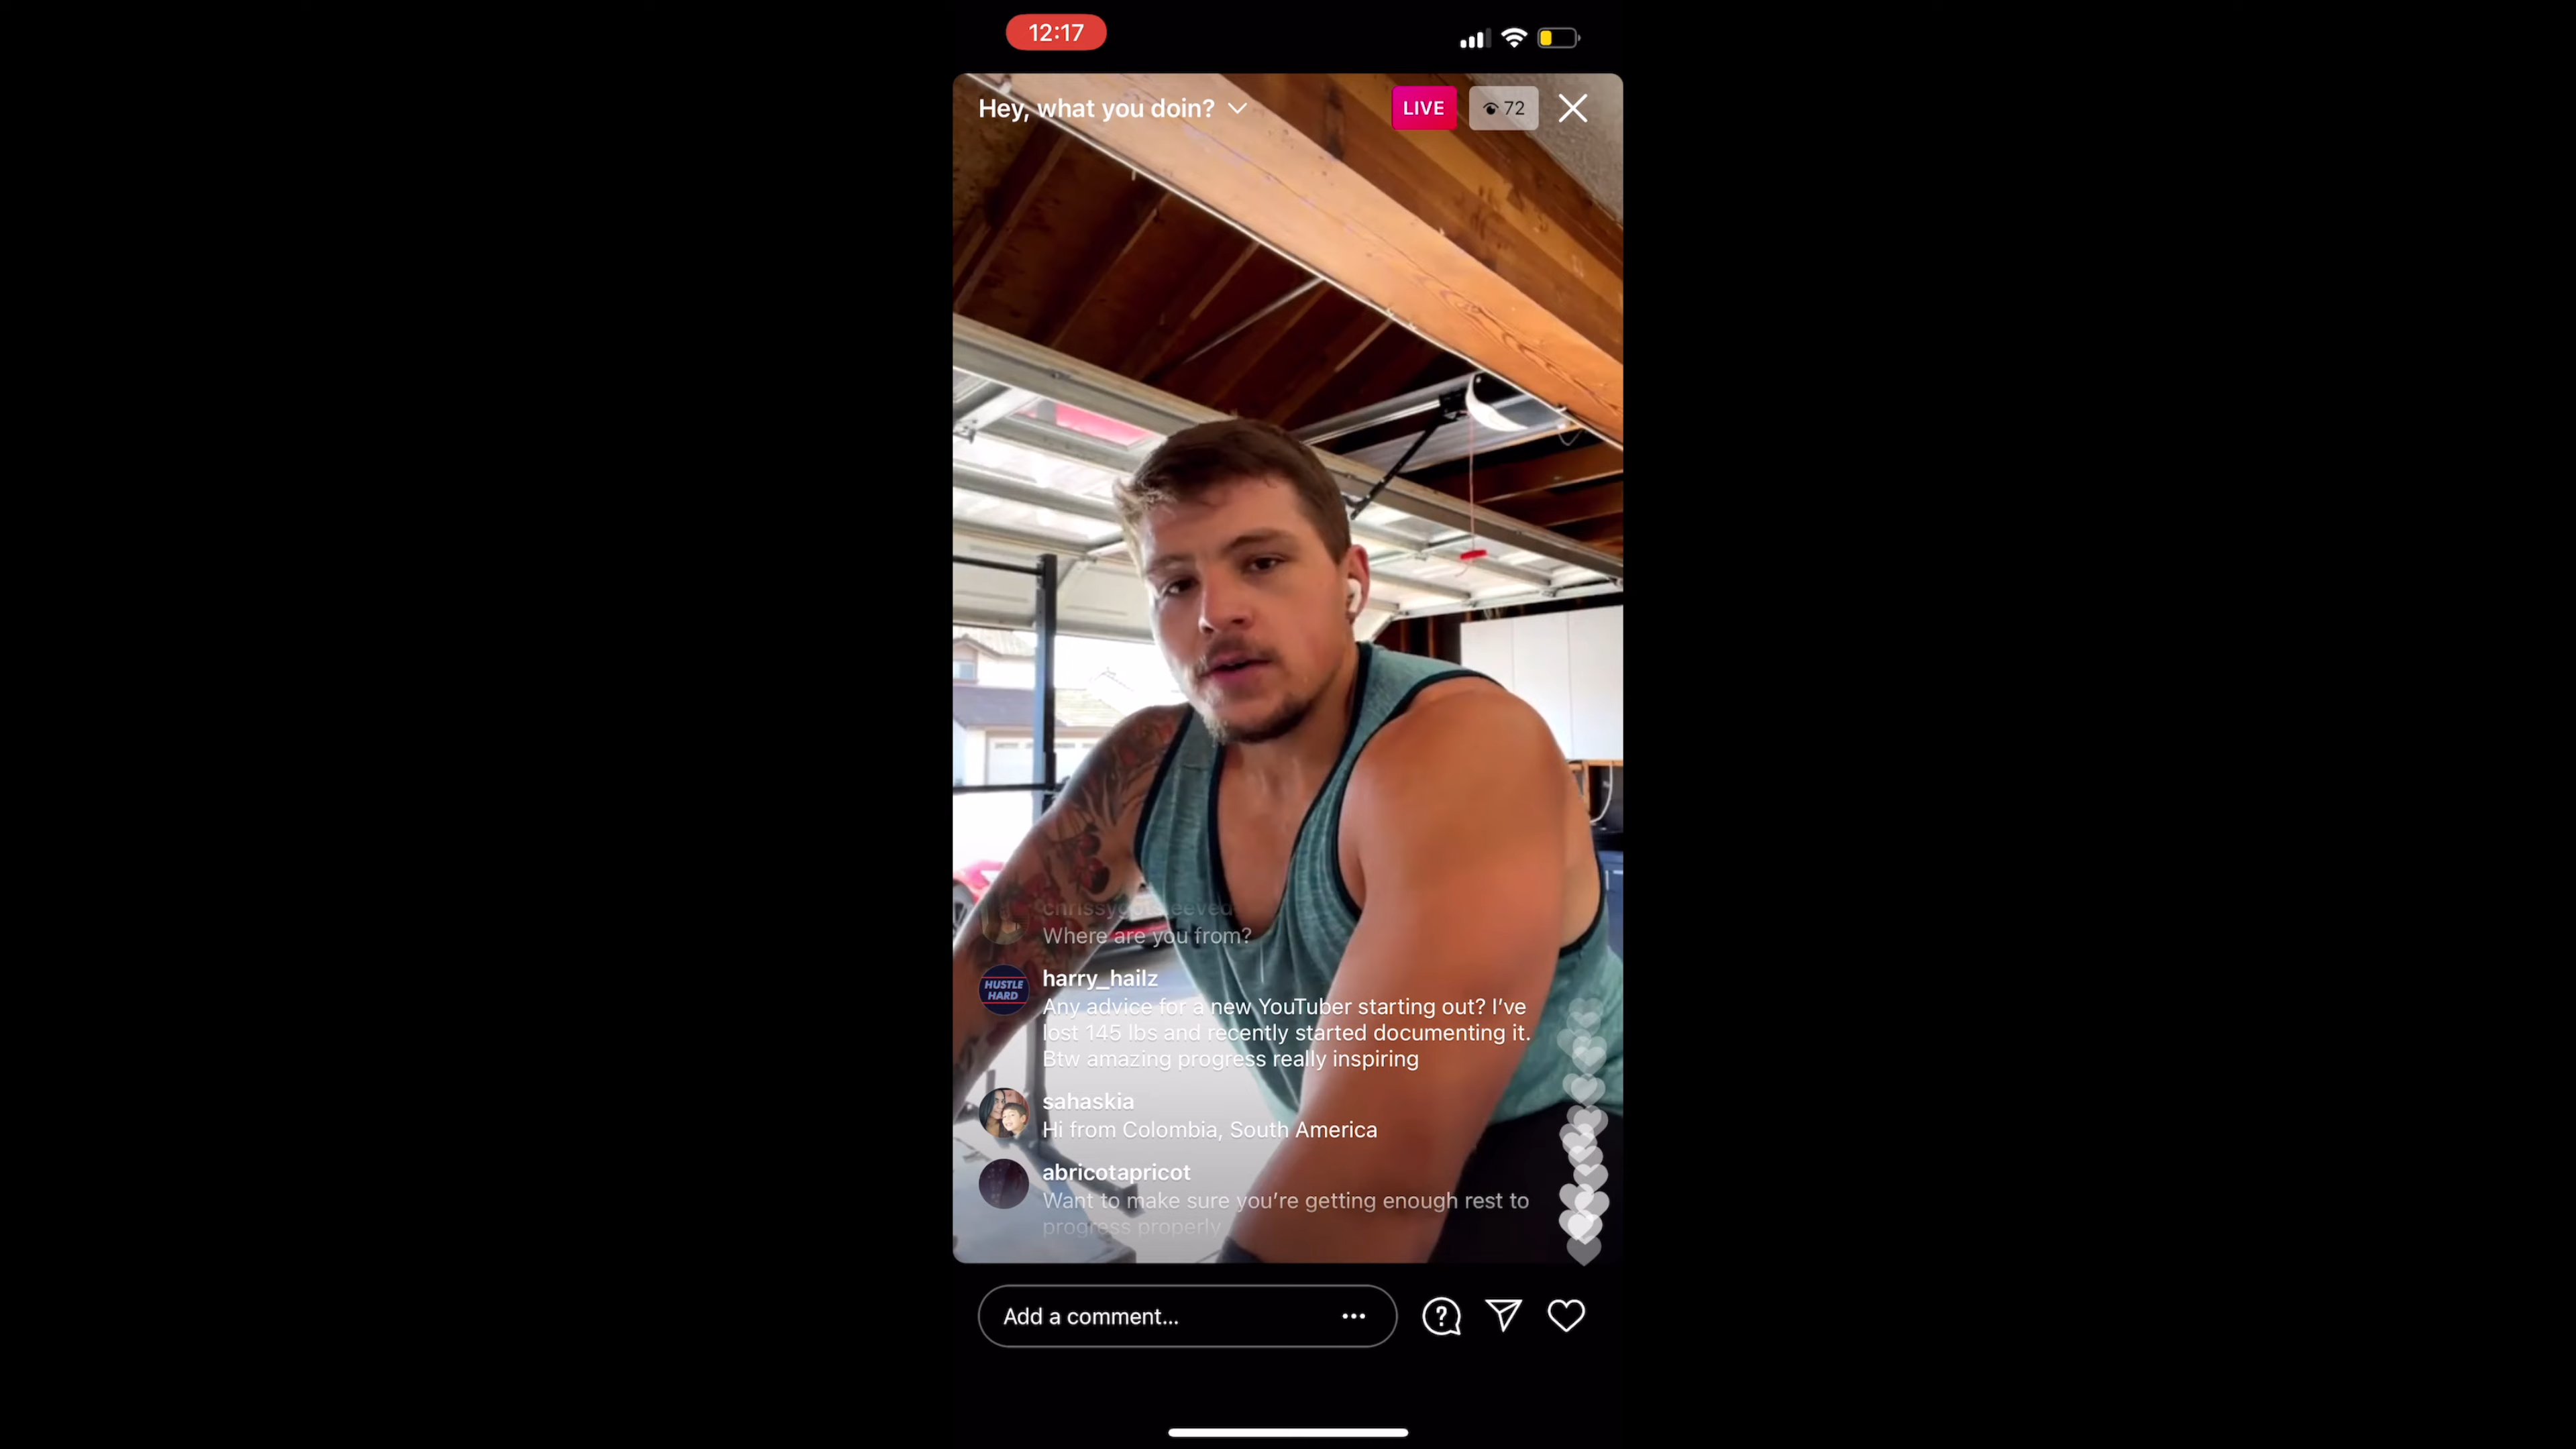 12:17
Hey, what you doin?
LIVE
72
Where are you from?
HUSTLE
HARD
harry_hailz
Any advice for a new YouTuber starting out? I've
lost 145 lbs and recently started documenting it.
Btw amazing progress really inspiring
sahaskia
Hi from Colombia, South America
abricotapricot
Want to make sure you're getting enough rest to
progress properly
Add a comment...